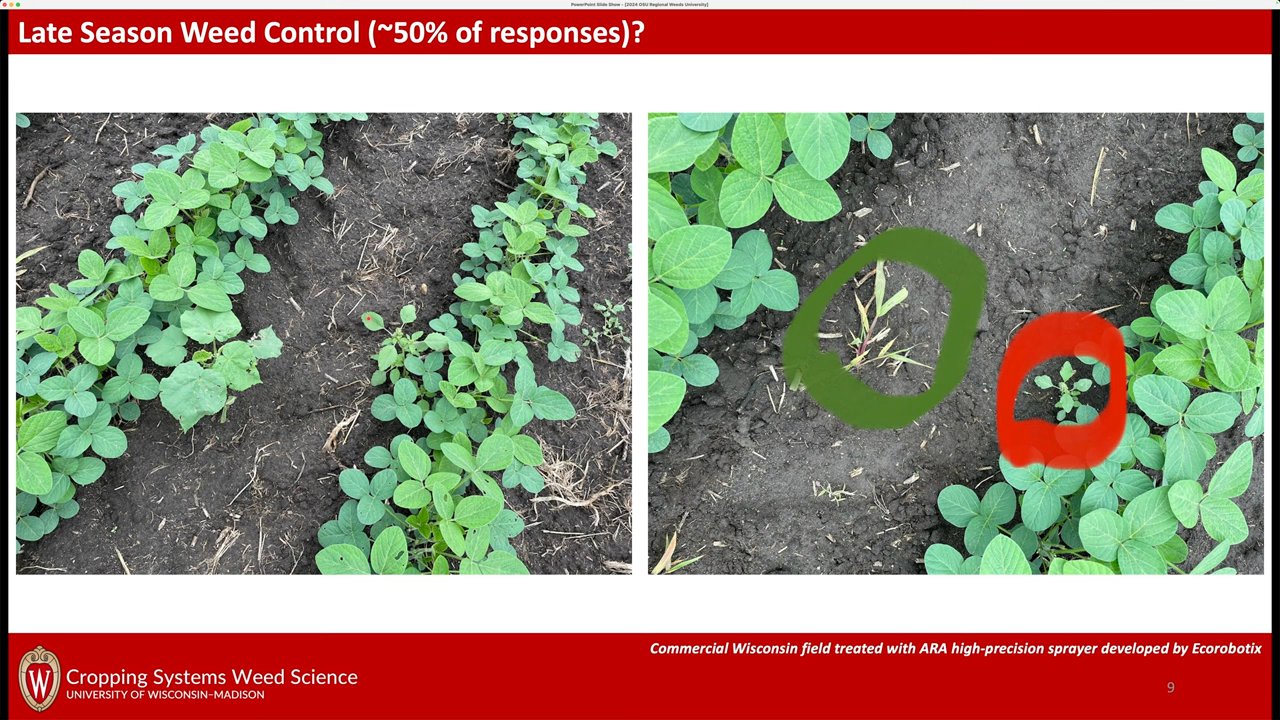 PowerPoint Slide Show - [2024 OSU Regional Weeds University]
Late Season Weed Control (~50% of responses)?
Commercial Wisconsin field treated with ARA high-precision sprayer developed by Ecorobotix
W
Cropping Systems Weed Science
UNIVERSITY OF WISCONSIN–MADISON
9